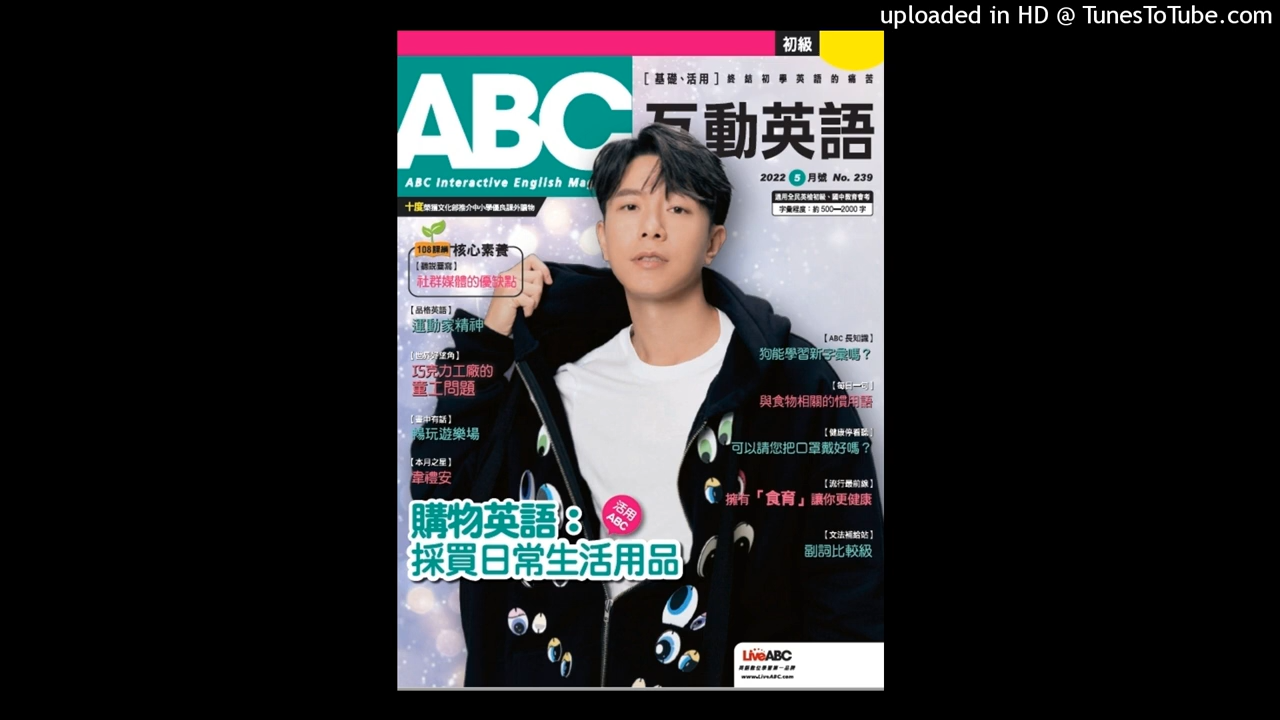 uploaded in HD @ TunesToTube.com
初級
ABC
ABC Interactive English Ma
[基礎、活用] 終結初學英語的痛苦
互動英語
2022 5 月號 No. 239
適用全民英檢初級、國中教育會考
字彙程度：約 500—2000 字
十度榮獲文化部推介中小學優良課外讀物
108課綱 核心素養
【聽說讀寫】
社群媒體的優缺點
【品格英語】
運動家精神
【世界好望角】
巧克力工廠的
童工問題
【畫中有話】
暢玩遊樂場
【本月之星】
韋禮安
活用
ABC
購物英語：
採買日常生活用品
【ABC 長知識】
狗能學習新字彙嗎？
【每日一句】
與食物相關的慣用語
【健康停看聽】
可以請您把口罩戴好嗎？
【流行最前線】
擁有「食育」讓你更健康
【文法補給站】
副詞比較級
LiveABC
www.LiveABC.com